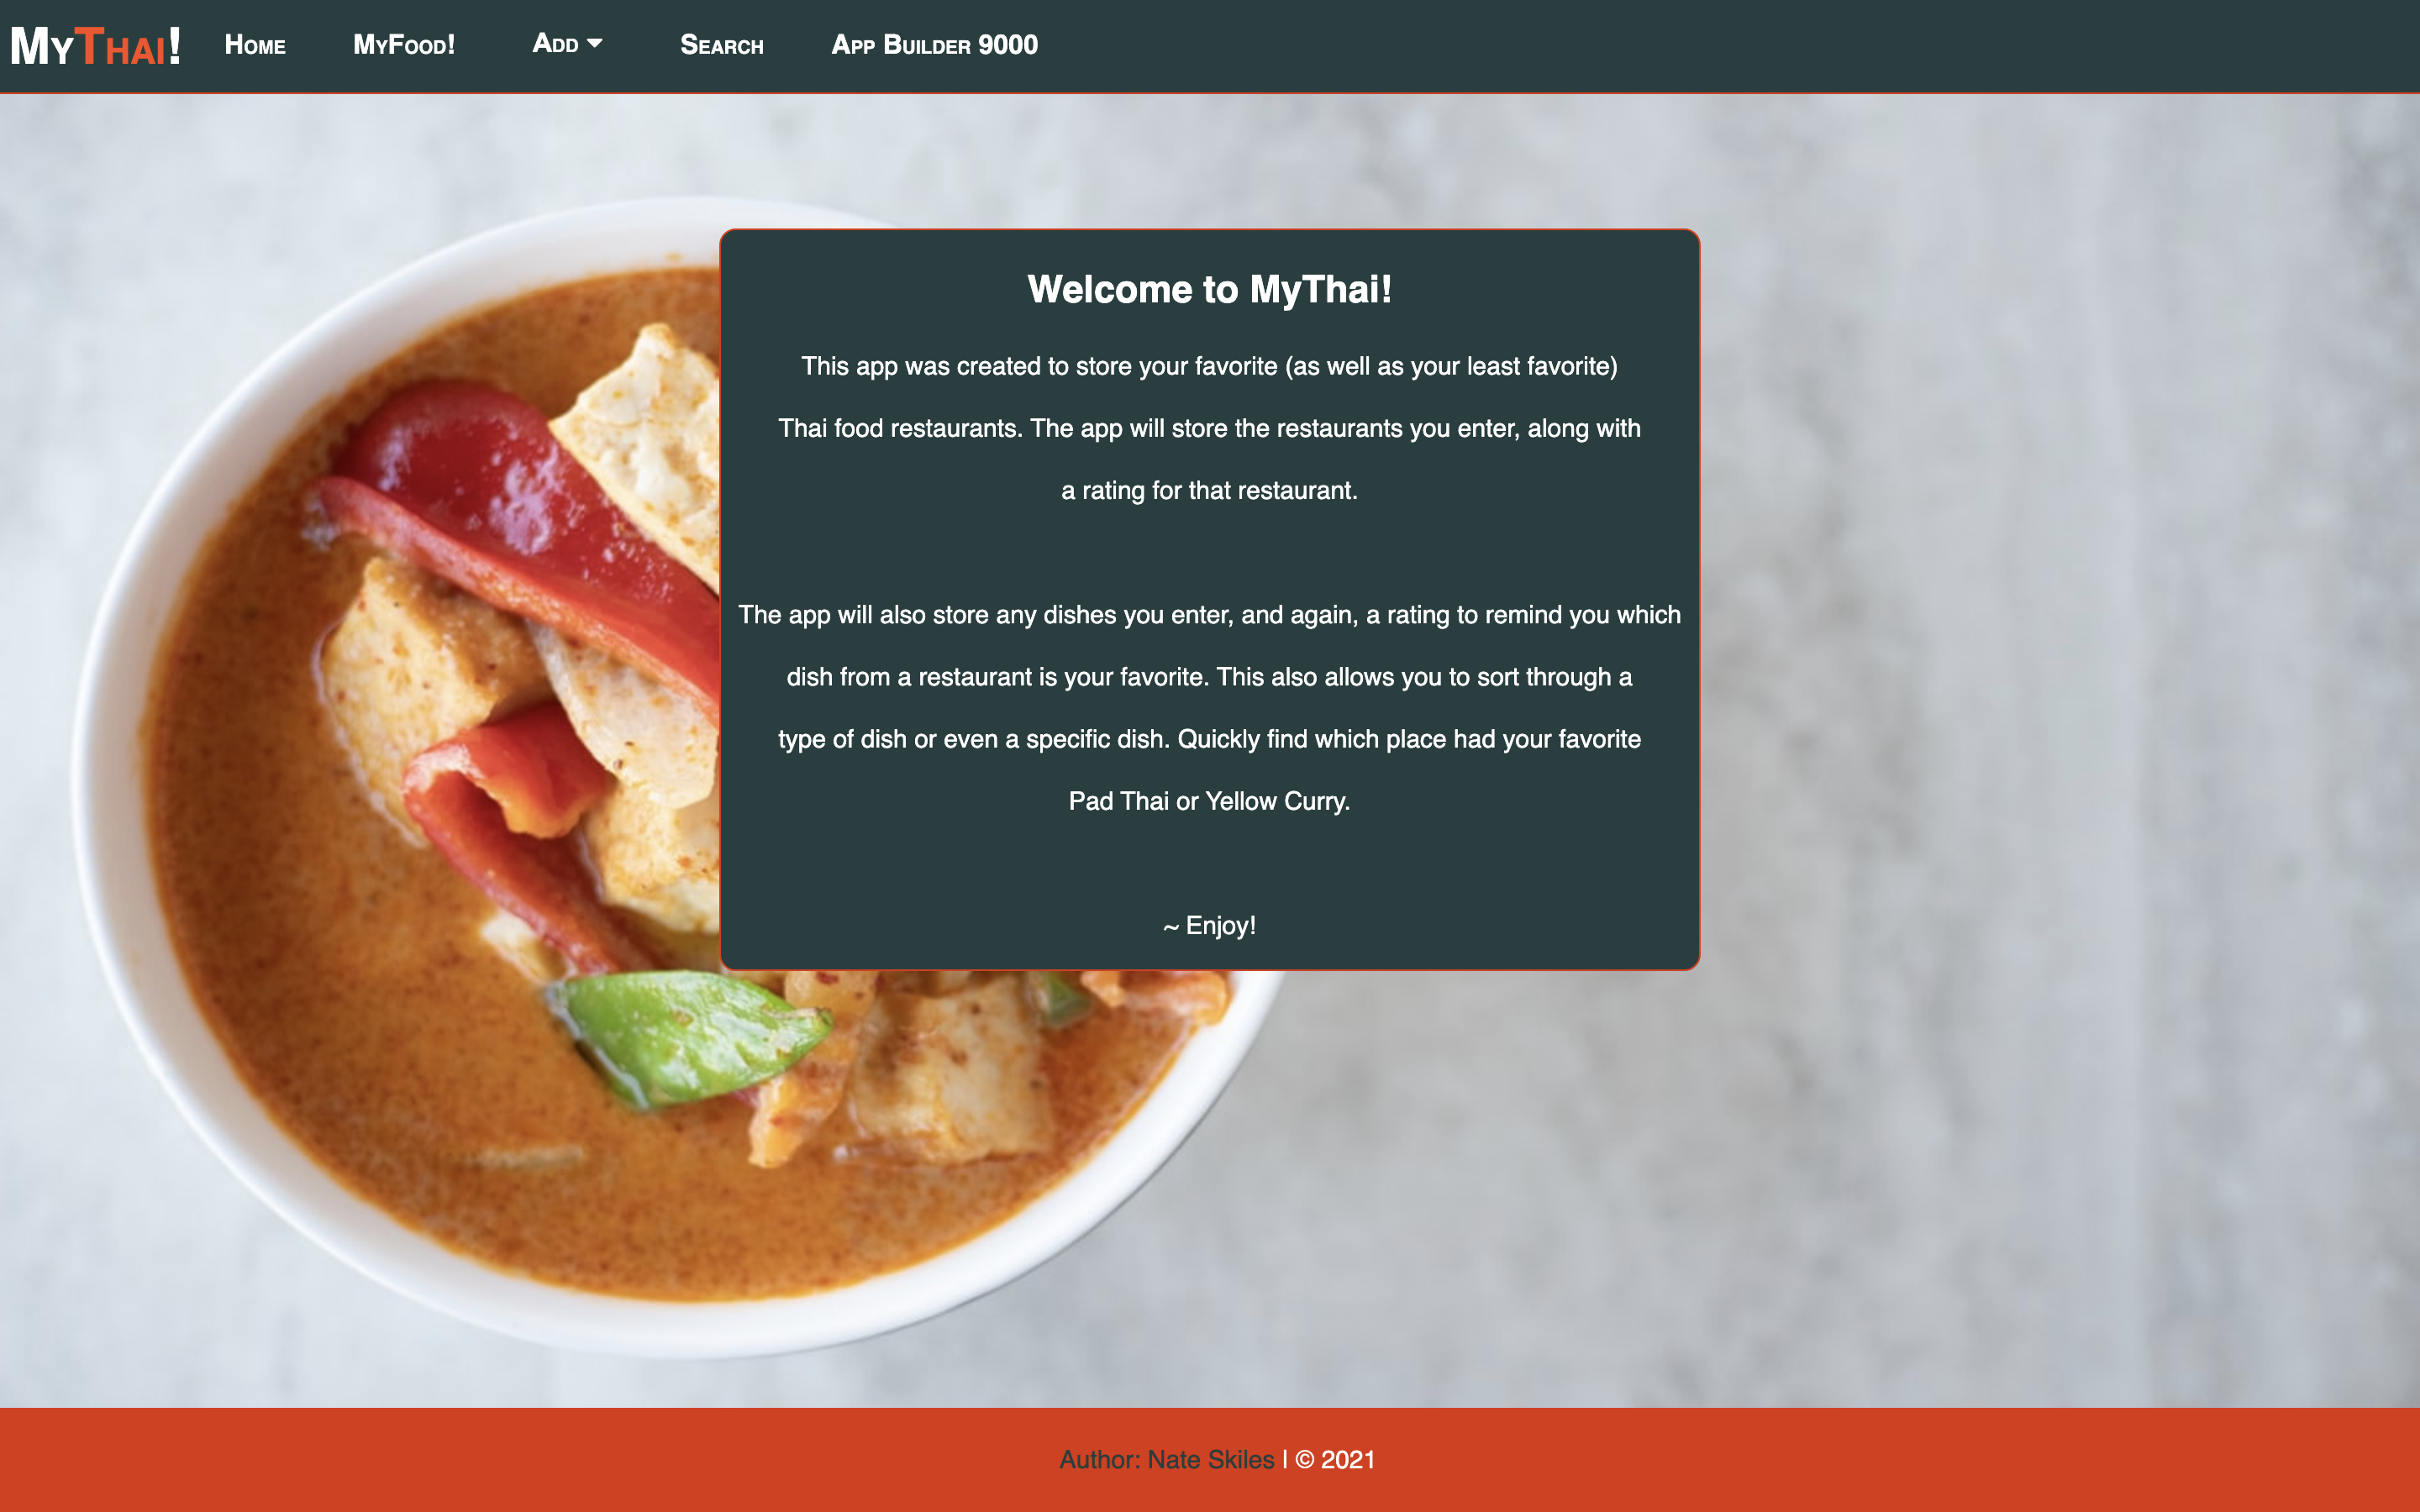 MyThai!
Home MyFood! Add Search App Builder 9000
Welcome to MyThai!
This app was created to store your favorite (as well as your least favorite)
Thai food restaurants. The app will store the restaurants you enter, along with
a rating for that restaurant.
The app will also store any dishes you enter, and again, a rating to remind you which
dish from a restaurant is your favorite. This also allows you to sort through a
type of dish or even a specific dish. Quickly find which place had your favorite
Pad Thai or Yellow Curry.
~ Enjoy!
Author: Nate Skiles | © 2021